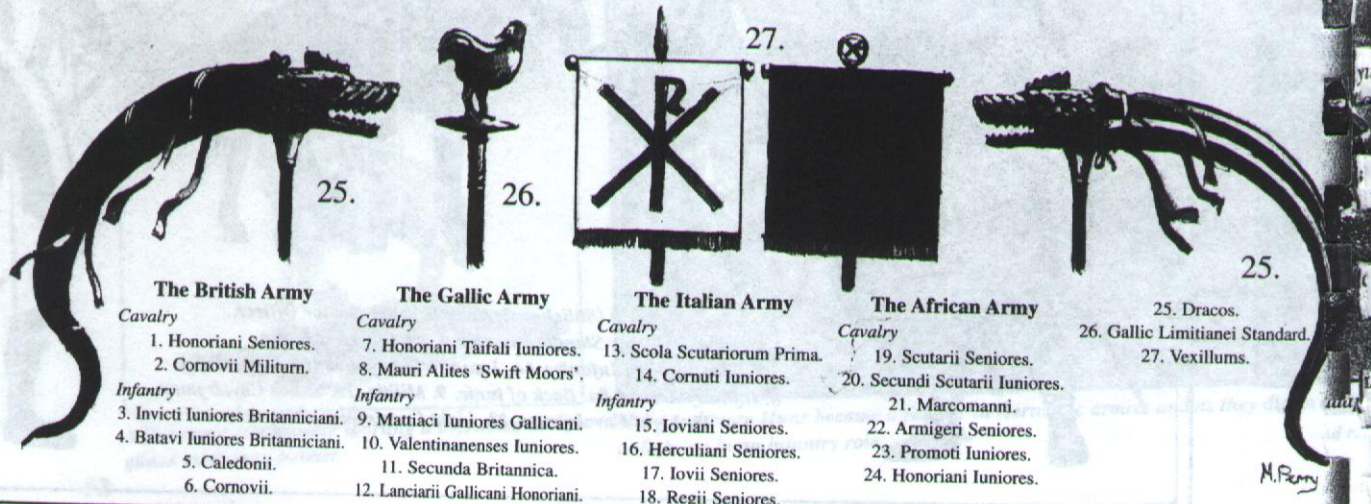 27.
25.
26.
25.
The British Army
Cavalry
1. Honoriani Seniores.
2. Cornovii Militurn.
Infantry
3. Invicti Iuniores Britanniciani.
4. Batavi Iuniores Britanniciani.
5. Caledonii.
6. Cornovii.
The Gallic Army
Cavalry
7. Honoriani Taifali Iuniores.
8. Mauri Alites ‘Swift Moors.
Infantry
9. Mattiaci Iuniores Gallicani.
10. Valentinanenses Iuniores.
11. Secunda Britannica.
12. Lanciarii Gallicani Honoriani.
The Italian Army
Cavalry
13. Scola Scutariorum Prima.
14. Cornuti Iuniores.
Infantry
15. Ioviani Seniores.
16. Herculiani Seniores.
17. Iovii Seniores.
18. Regii Seniores.
The African Army
Cavalry
19. Scutarii Seniores.
20. Secundi Scutarii Iuniores.
21. Marcomanni.
22. Armigeri Seniores.
23. Promoti Iuniores.
24. Honoriani Iuniores.
25. Dracos.
26. Gallic Limitianei Standard.
27. Vexillums.
M. Perry